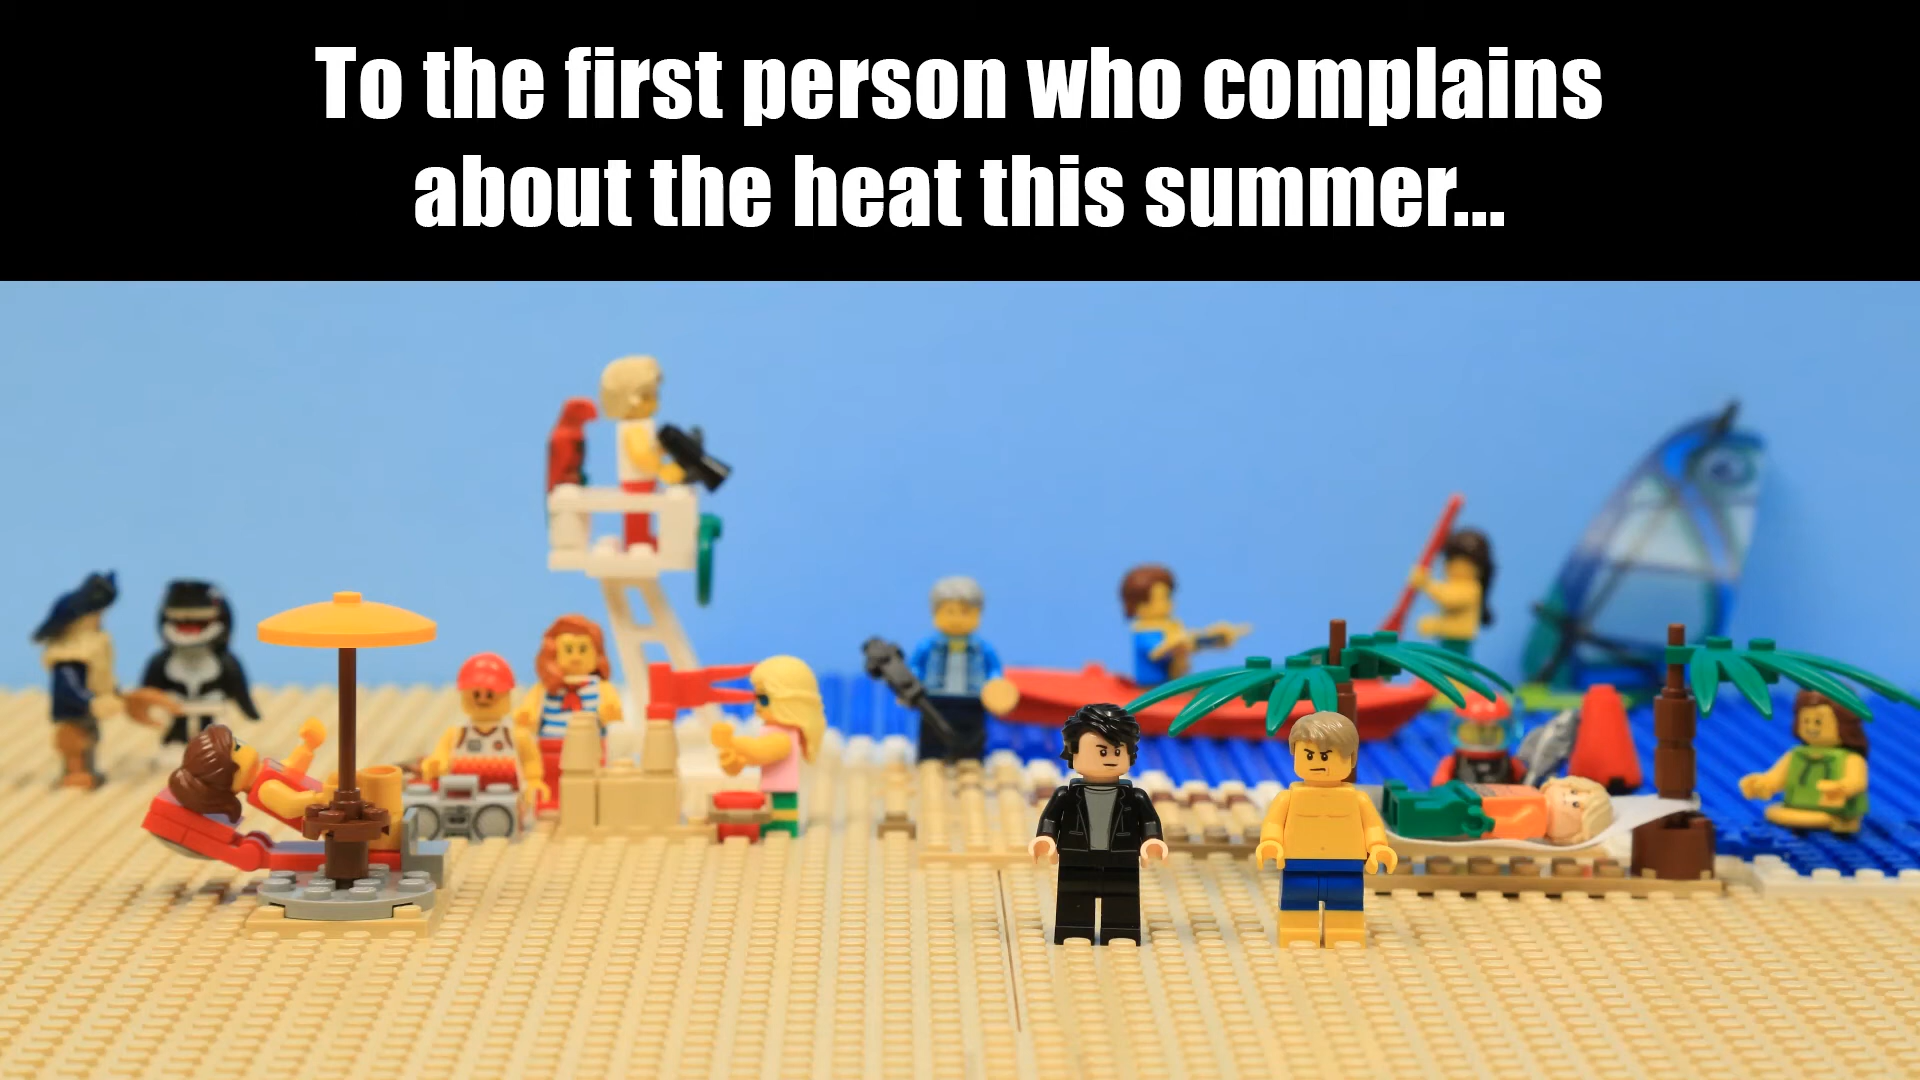 To the first person who complains
about the heat this summer...